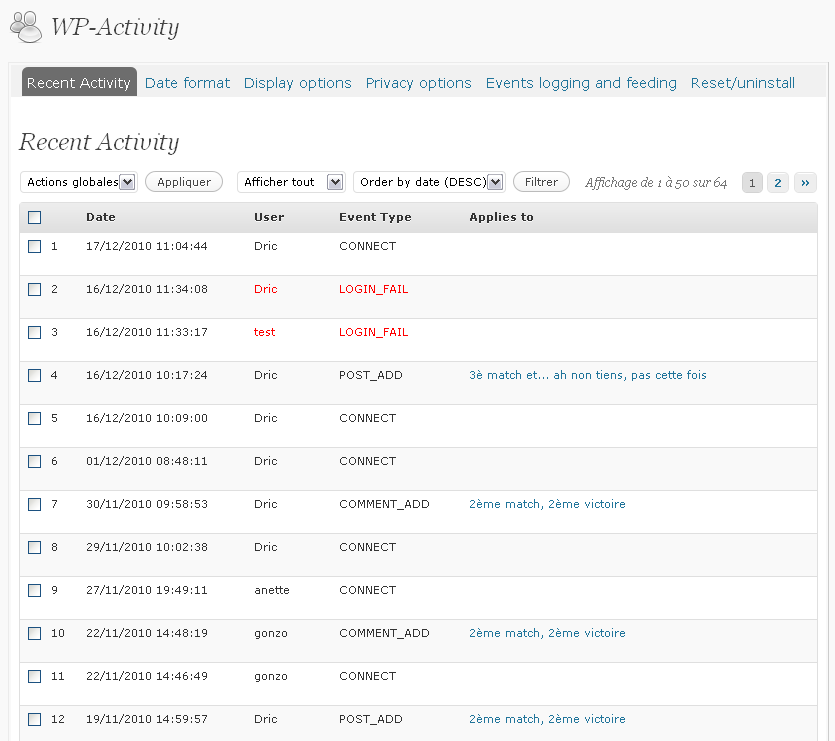 WP-Activity
Recent Activity Date format Display options Privacy options Events logging and feeding Reset/uninstall
Recent Activity
Actions globales Appliquer Afficher tout Order by date (DESC) Filtrer Affichage de 1 à 50 sur 64 1 2 »
Date User Event Type Applies to
1 17/12/2010 11:04:44 Dric CONNECT
2 16/12/2010 11:34:08 Dric LOGIN_FAIL
3 16/12/2010 11:33:17 test LOGIN_FAIL
4 16/12/2010 10:17:24 Dric POST_ADD 3è match et... ah non tiens, pas cette fois
5 16/12/2010 10:09:00 Dric CONNECT
6 01/12/2010 08:48:11 Dric CONNECT
7 30/11/2010 09:58:53 Dric COMMENT_ADD 2ème match, 2ème victoire
8 29/11/2010 10:02:38 Dric CONNECT
9 27/11/2010 19:49:11 anette CONNECT
10 22/11/2010 14:48:19 gonzo COMMENT_ADD 2ème match, 2ème victoire
11 22/11/2010 14:46:49 gonzo CONNECT
12 19/11/2010 14:59:57 Dric POST_ADD 2ème match, 2ème victoire